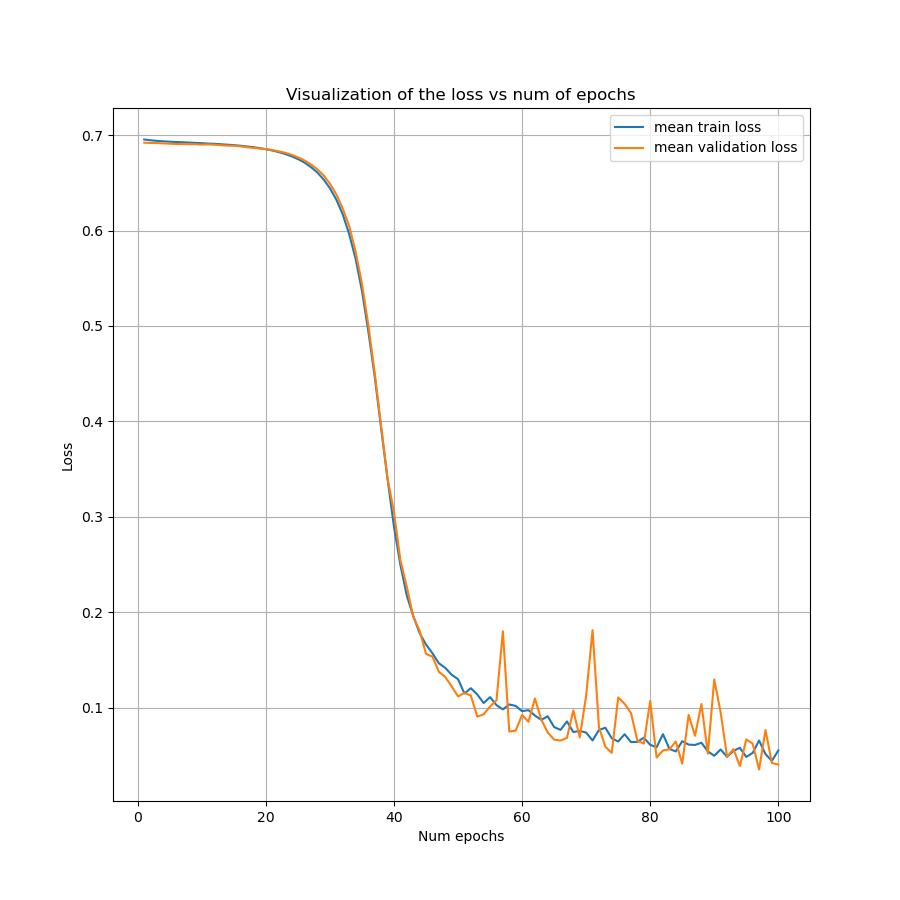 Visualization of the loss vs num of epochs
mean train loss
mean validation loss
0.7
0.6
0.5
0.4
0.3
0.2
0.1
Loss
0 20 40 60 80 100
Num epochs